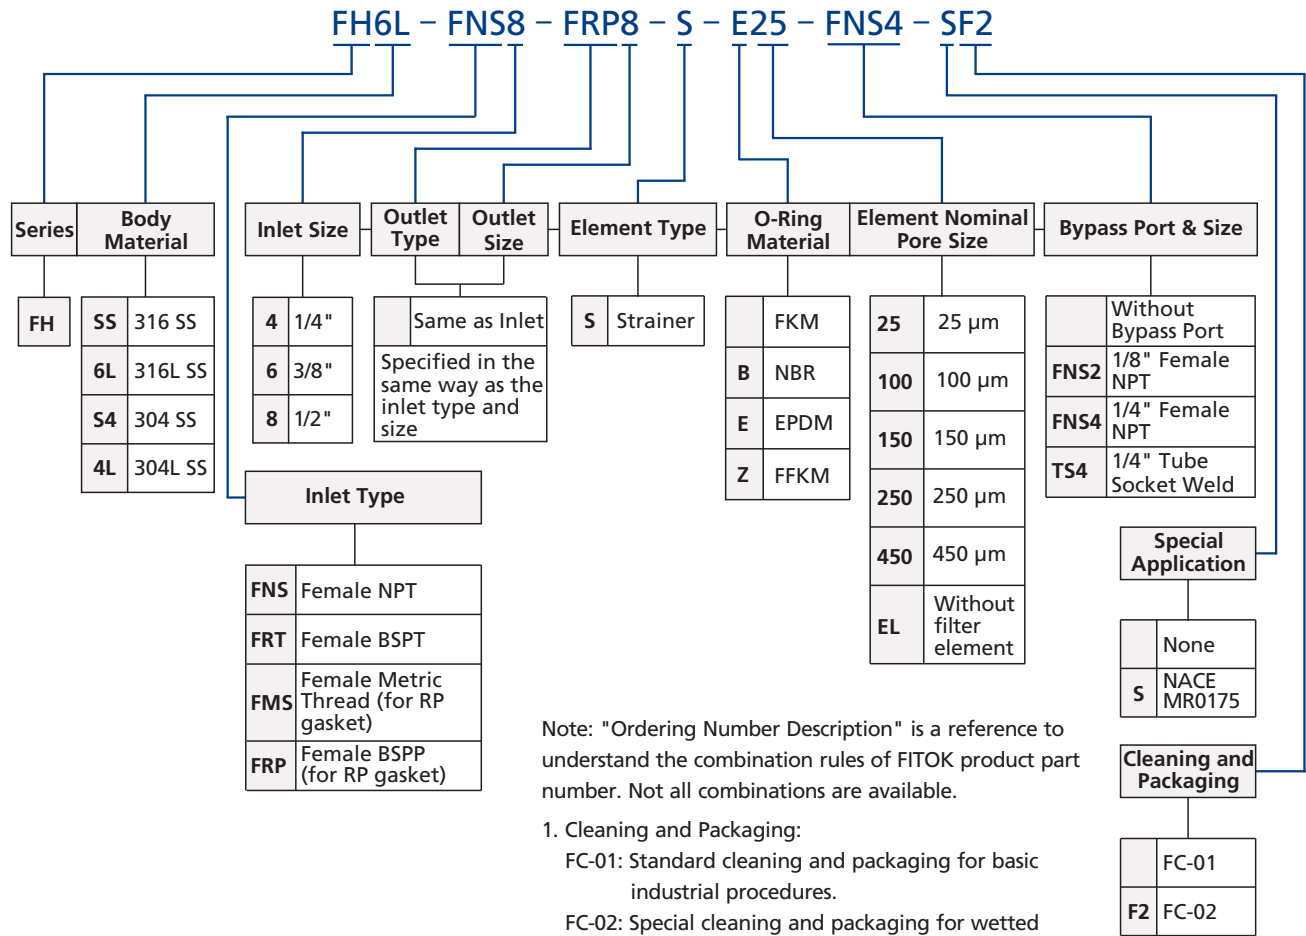 FH6L – FNS8 – FRP8 – S – E25 – FNS4 – SF2
Series
FH
Body
Material
SS 316 SS
6L 316L SS
S4 304 SS
4L 304L SS
Inlet Size
4 1/4"
6 3/8"
8 1/2"
Inlet Type
FNS Female NPT
FRT Female BSPT
FMS Female Metric
Thread (for RP
gasket)
FRP Female BSPP
(for RP gasket)
Outlet
Type
Outlet
Size
Same as Inlet
Specified in the
same way as the
inlet type and
size
Element Type
S Strainer
O-Ring
Material
FKM
B NBR
E EPDM
Z FFKM
Element Nominal
Pore Size
25 25 µm
100 100 µm
150 150 µm
250 250 µm
450 450 µm
EL Without
filter
element
Bypass Port & Size
Without
Bypass Port
FNS2 1/8" Female
NPT
FNS4 1/4" Female
NPT
TS4 1/4" Tube
Socket Weld
Special
Application
None
S NACE
MR0175
Cleaning and
Packaging
FC-01
F2 FC-02
Note: "Ordering Number Description" is a reference to
understand the combination rules of FITOK product part
number. Not all combinations are available.
1. Cleaning and Packaging:
FC-01: Standard cleaning and packaging for basic
industrial procedures.
FC-02: Special cleaning and packaging for wetted